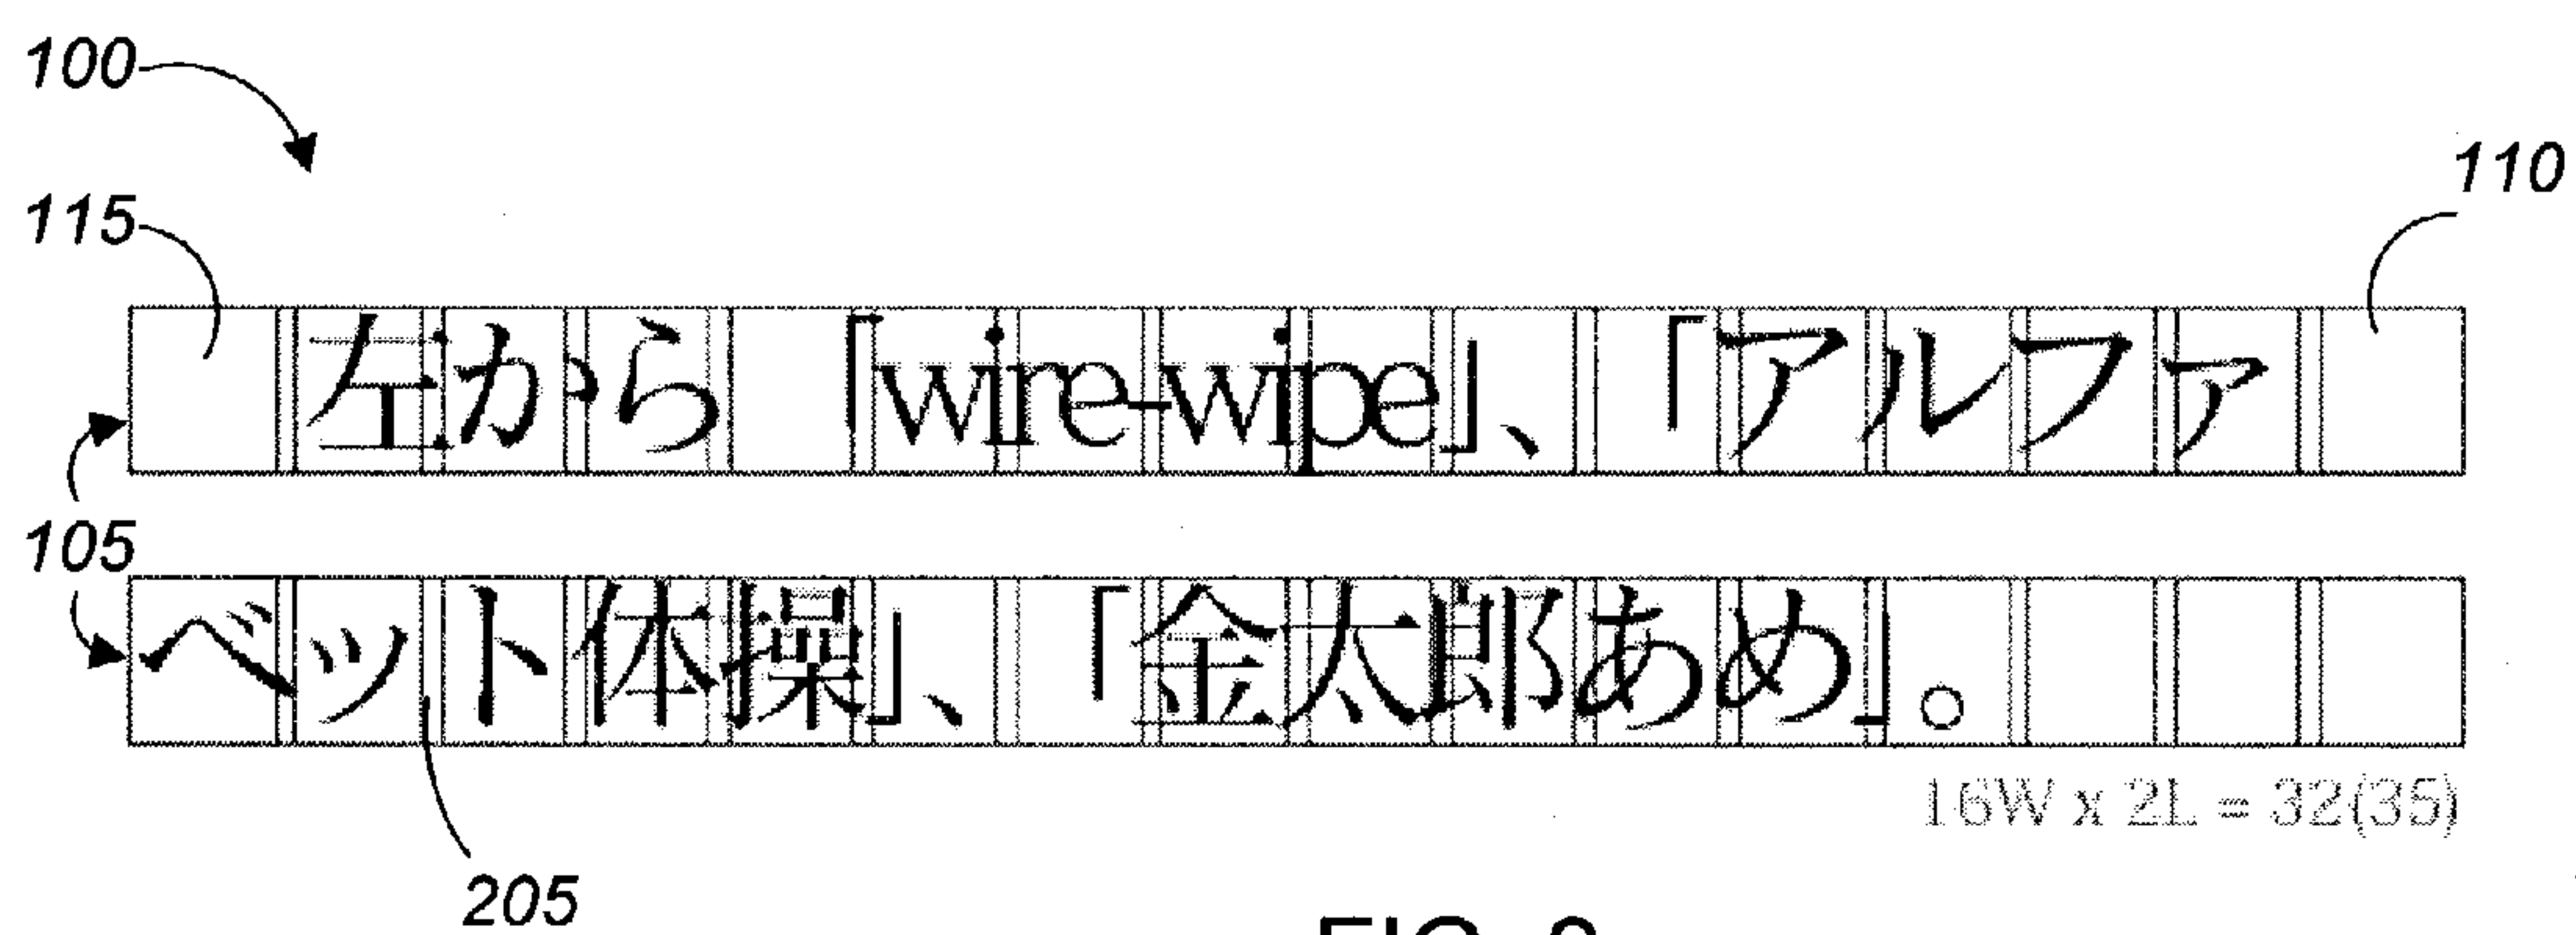 100
115
110
左から「wire-wipe」、「アルファ
105
ベット体操」、「金太郎あめ」。
16W x 2L = 32(35)
205
FIG.